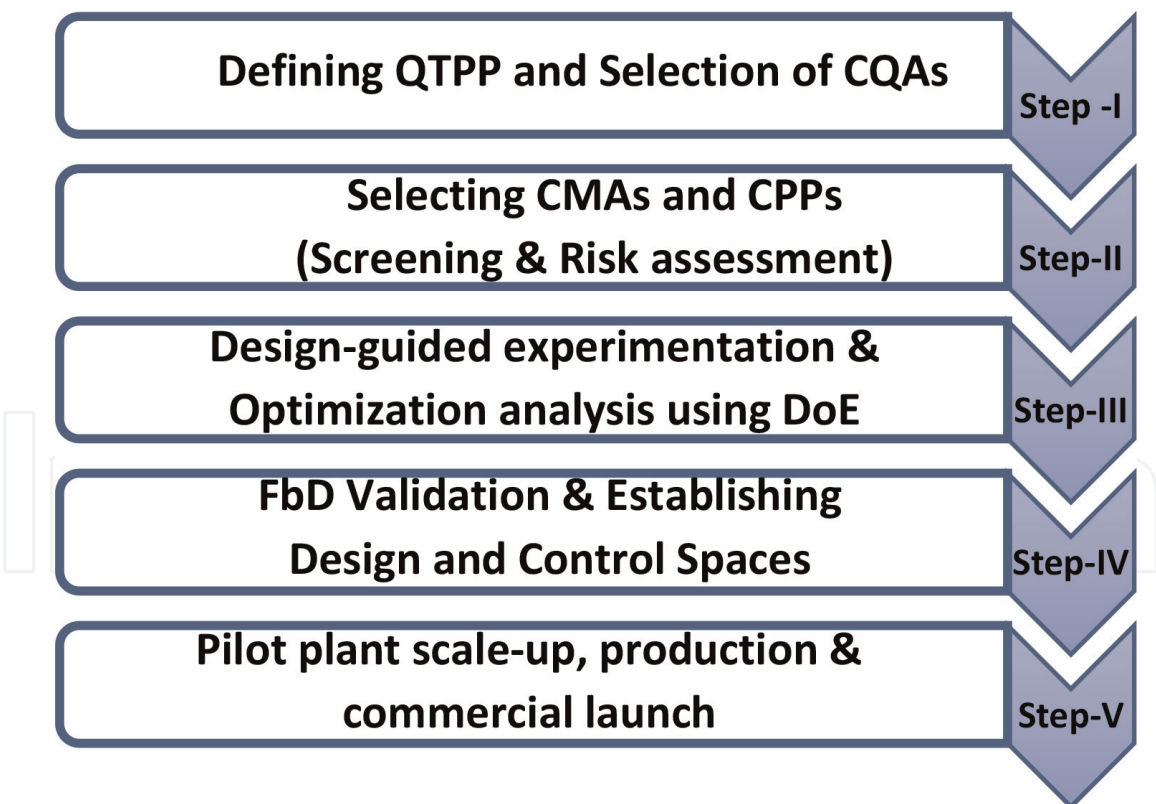 Defining QTPP and Selection of CQAs
Step -I
Selecting CMAs and CPPs
(Screening & Risk assessment)
Step-II
Design-guided experimentation &
Optimization analysis using DoE
Step-III
FbD Validation & Establishing
Design and Control Spaces
Step-IV
Pilot plant scale-up, production &
commercial launch
Step-V